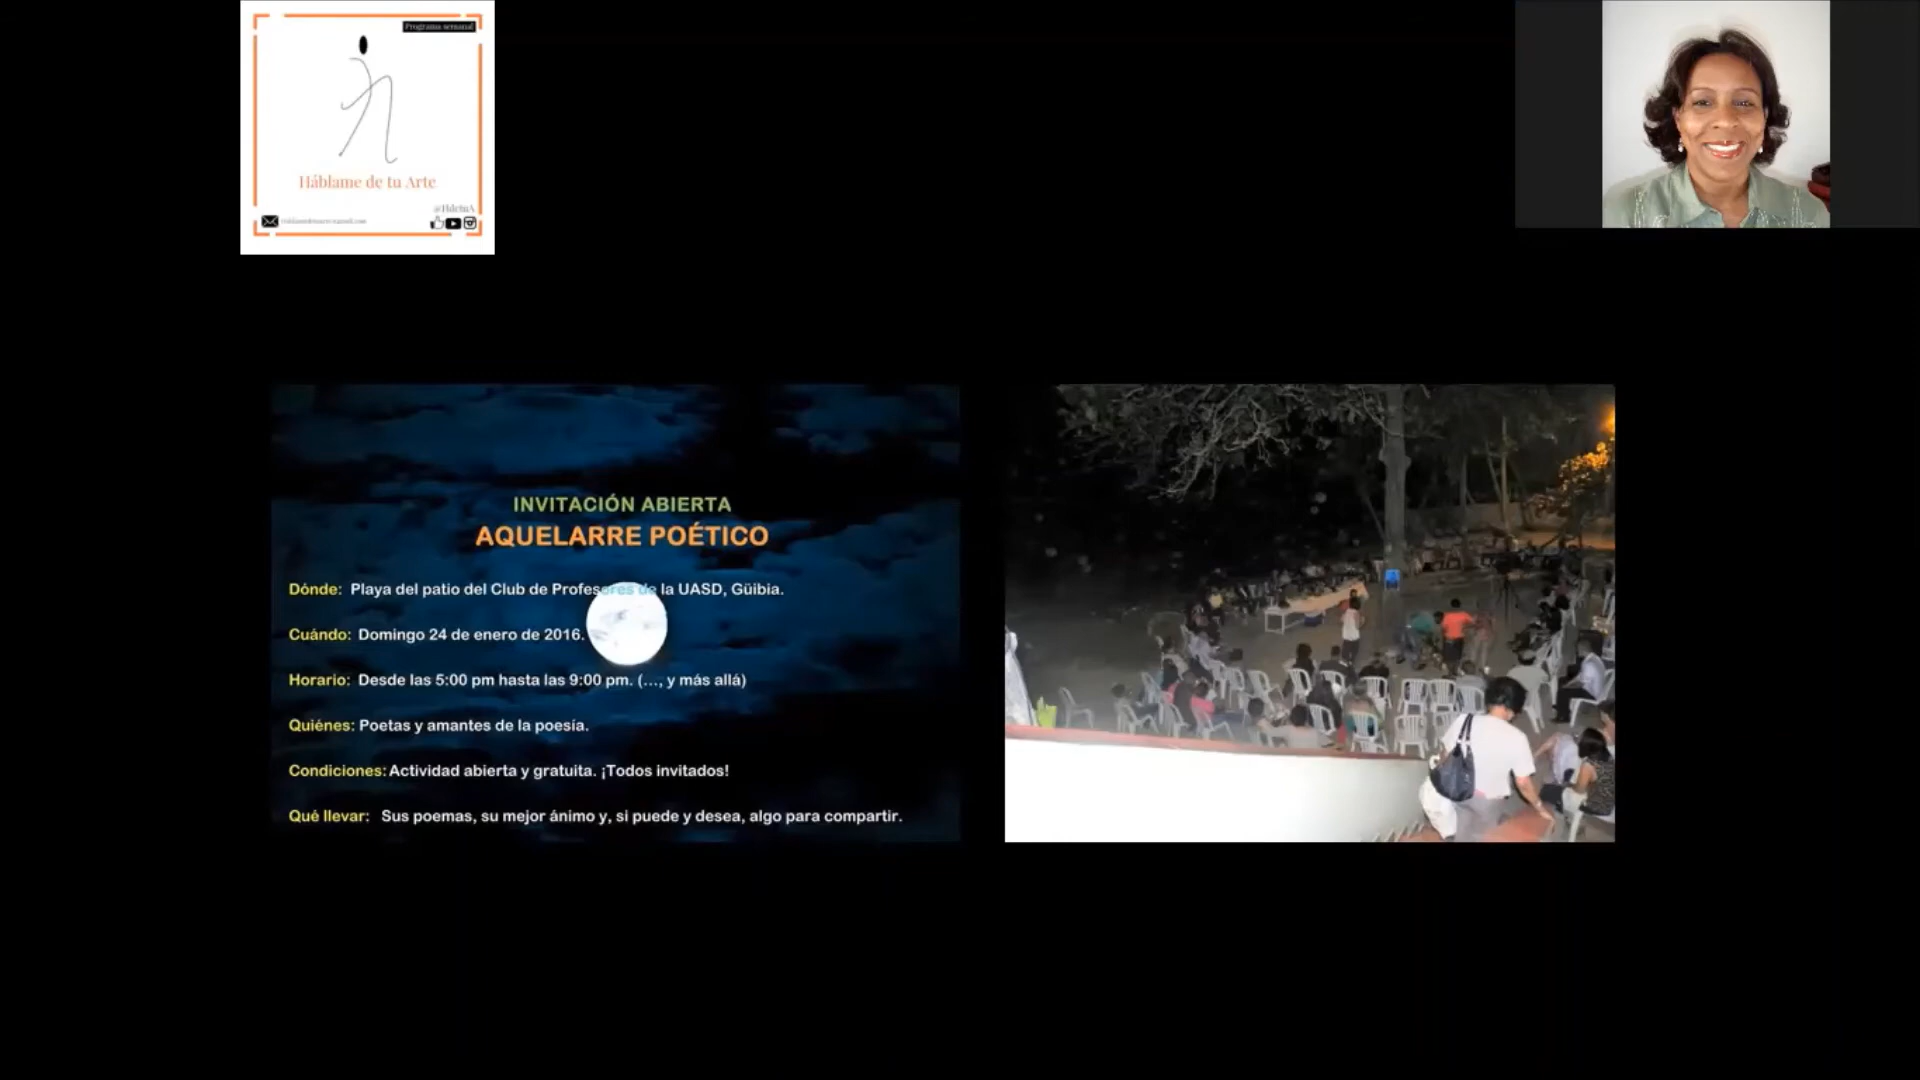 Programa semanal
Háblame de tu Arte
@HdetuA
INVITACIÓN ABIERTA
AQUELARRE POÉTICO
Dónde: Playa del patio del Club de Profesores de la UASD, Güibia.
Cuándo: Domingo 24 de enero de 2016.
Horario: Desde las 5:00 pm hasta las 9:00 pm. (..., y más allá)
Quiénes: Poetas y amantes de la poesía.
Condiciones: Actividad abierta y gratuita. ¡Todos invitados!
Qué llevar: Sus poemas, su mejor ánimo y, si puede y desea, algo para compartir.